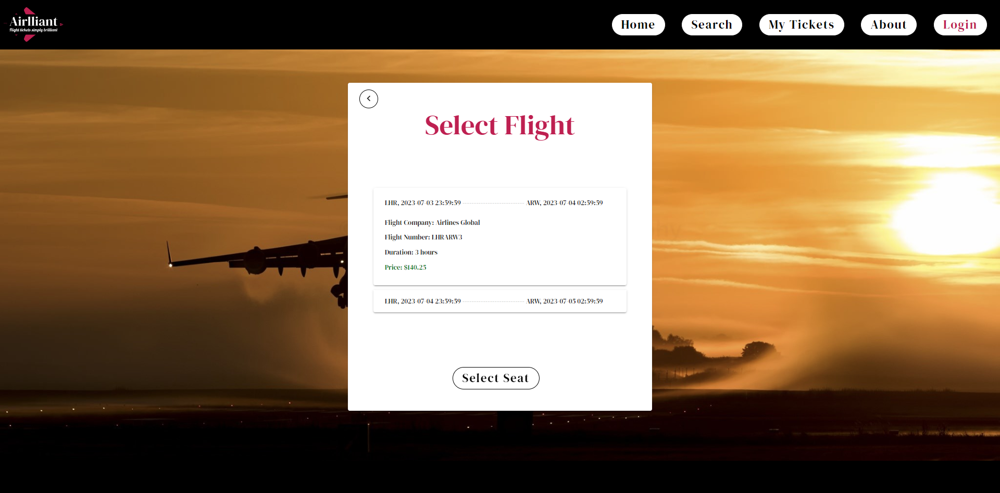 Airlliant
Flight tickets simply brilliant
Home
Search
My Tickets
About
Login
Select Flight
LHR, 2023-07-03 23:59:59 ------------------------ ARW, 2023-07-04 02:59:59
Flight Company: Airlines Global
Flight Number: LHRARW3
Duration: 3 hours
Price: $140.25
LHR, 2023-07-04 23:59:59 ------------------------ ARW, 2023-07-05 02:59:59
Select Seat